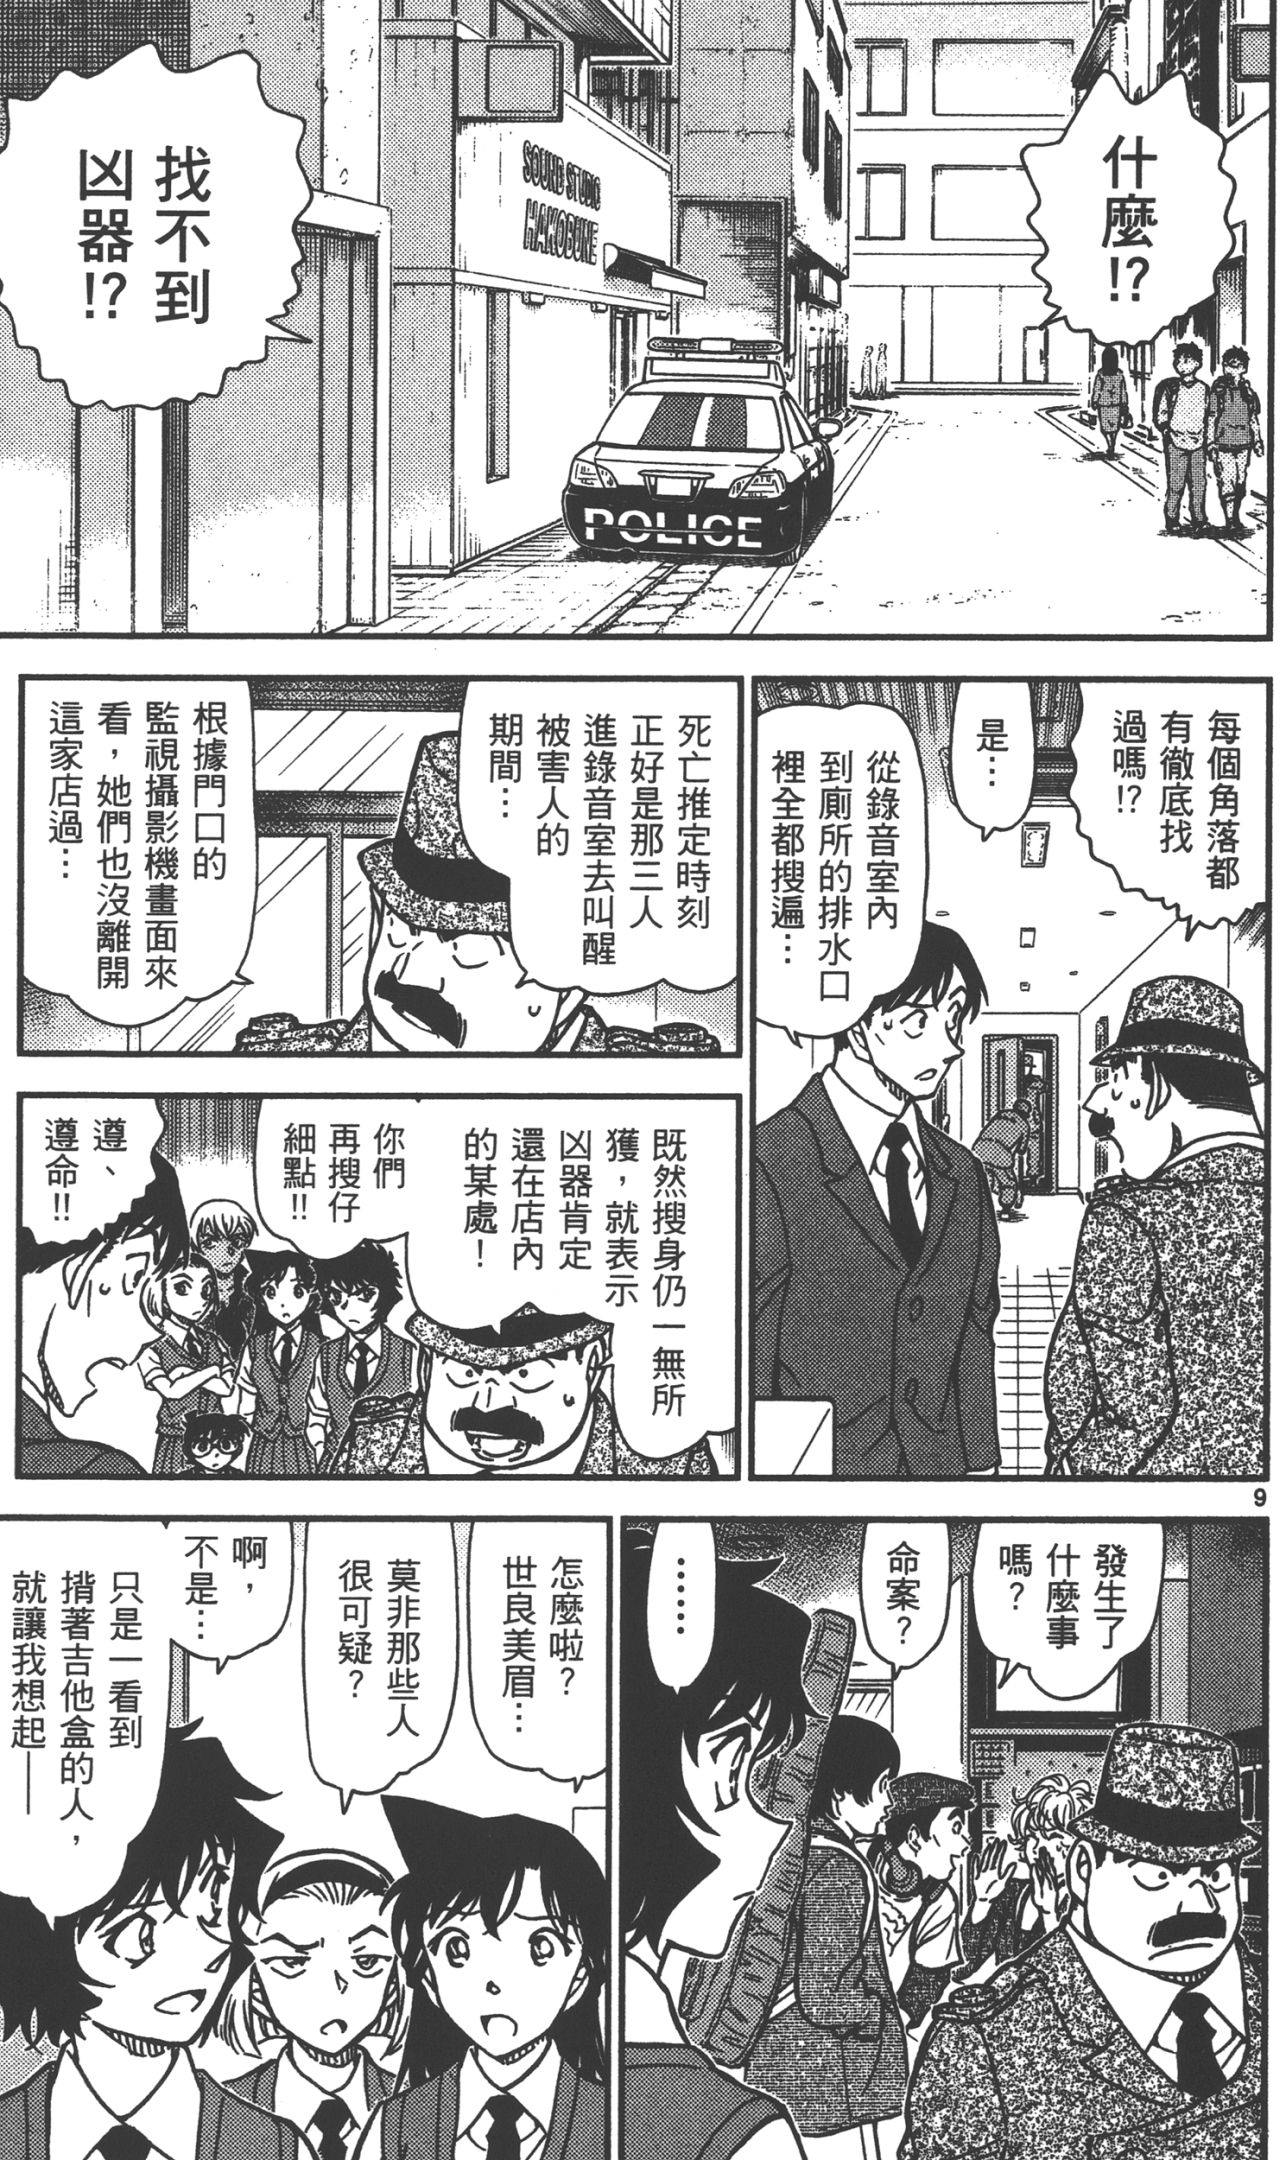 什麼!?
找不到
凶器!?
SOUND STUDIO
HAKOBUNE
POLICE
每個角落都
有徹底找
過嗎!?
是…
從錄音室內
到廁所的排水口
裡全都搜遍…
死亡推定時刻
正好是那三人
進錄音室去叫醒
被害人的
期間…
根據門口的
監視攝影機畫面來
看，她們也沒離開
這家店過…
既然搜身仍一無所
獲，就表示
凶器肯定
還在店內
的某處！
你們
再搜仔
細點!!
遵、
遵命!!
9
發生了
什麼事
嗎？
命案？
……
怎麼啦？
世良美眉…
莫非那些人
很可疑？
啊，
不是…
只是一看到
揹著吉他盒的人，
就讓我想起——